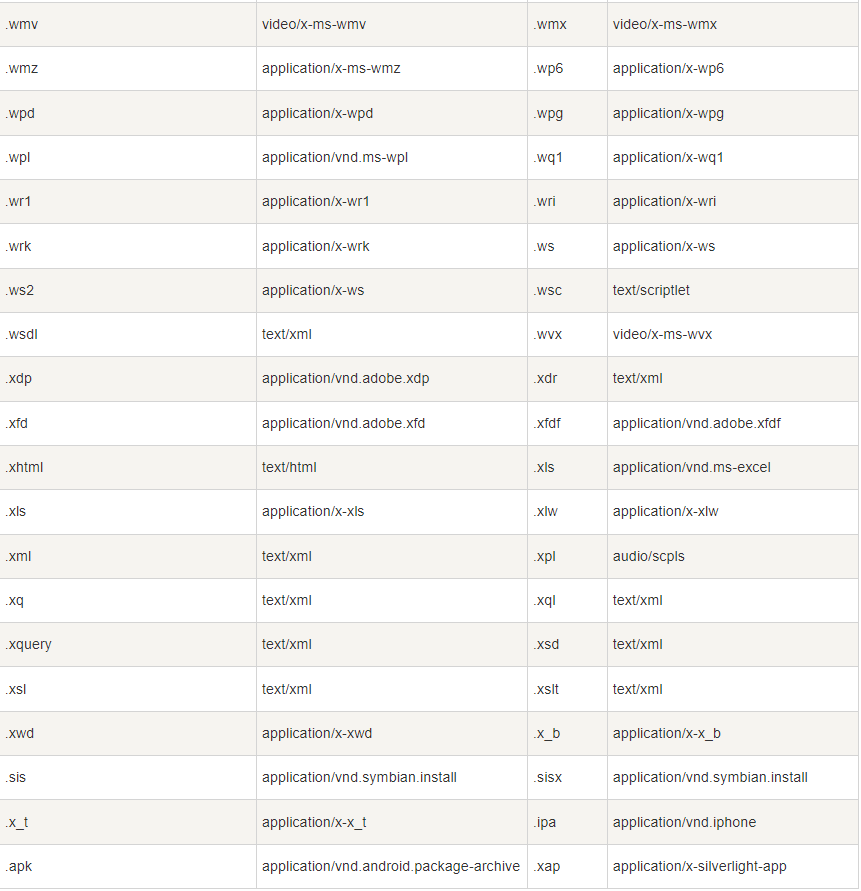 .wmv video/x-ms-wmv .wmx video/x-ms-wmx
.wmz application/x-ms-wmz .wp6 application/x-wp6
.wpd application/x-wpd .wpg application/x-wpg
.wpl application/vnd.ms-wpl .wq1 application/x-wq1
.wr1 application/x-wr1 .wri application/x-wri
.wrk application/x-wrk .ws application/x-ws
.ws2 application/x-ws .wsc text/scriptlet
.wsdl text/xml .wvx video/x-ms-wvx
.xdp application/vnd.adobe.xdp .xdr text/xml
.xfd application/vnd.adobe.xfd .xfdf application/vnd.adobe.xfdf
.xhtml text/html .xls application/vnd.ms-excel
.xls application/x-xls .xlw application/x-xlw
.xml text/xml .xpl audio/scpls
.xq text/xml .xql text/xml
.xquery text/xml .xsd text/xml
.xsl text/xml .xslt text/xml
.xwd application/x-xwd .x_b application/x-x_b
.sis application/vnd.symbian.install .sisx application/vnd.symbian.install
.x_t application/x-x_t .ipa application/vnd.iphone
.apk application/vnd.android.package-archive .xap application/x-silverlight-app